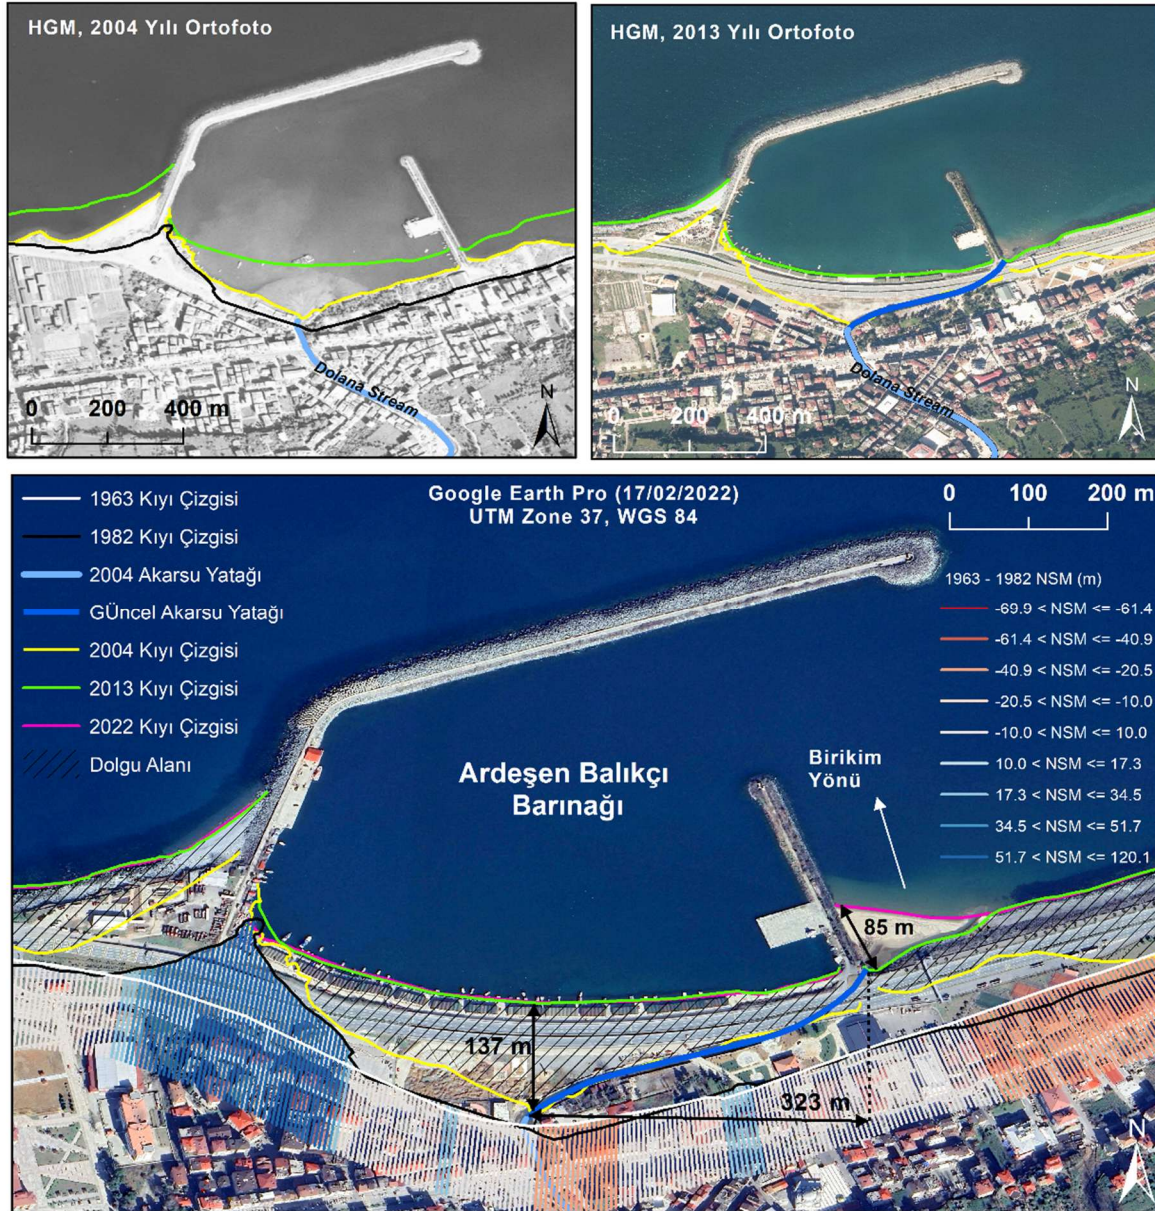 HGM, 2004 Yılı Ortofoto
N
Dolana Stream
0 200 400 m
HGM, 2013 Yılı Ortofoto
N
Dolana Stream
0 200 400 m
Google Earth Pro (17/02/2022)
UTM Zone 37, WGS 84
0 100 200 m
1963 Kıyı Çizgisi
1982 Kıyı Çizgisi
2004 Akarsu Yatağı
GÜncel Akarsu Yatağı
2004 Kıyı Çizgisi
2013 Kıyı Çizgisi
2022 Kıyı Çizgisi
Dolgu Alanı
1963 - 1982 NSM (m)
-69.9 < NSM <= -61.4
-61.4 < NSM <= -40.9
-40.9 < NSM <= -20.5
-20.5 < NSM <= -10.0
-10.0 < NSM <= 10.0
10.0 < NSM <= 17.3
17.3 < NSM <= 34.5
34.5 < NSM <= 51.7
51.7 < NSM <= 120.1
Ardeşen Balıkçı
Barınağı
Birikim
Yönü
85 m
137 m
323 m
N